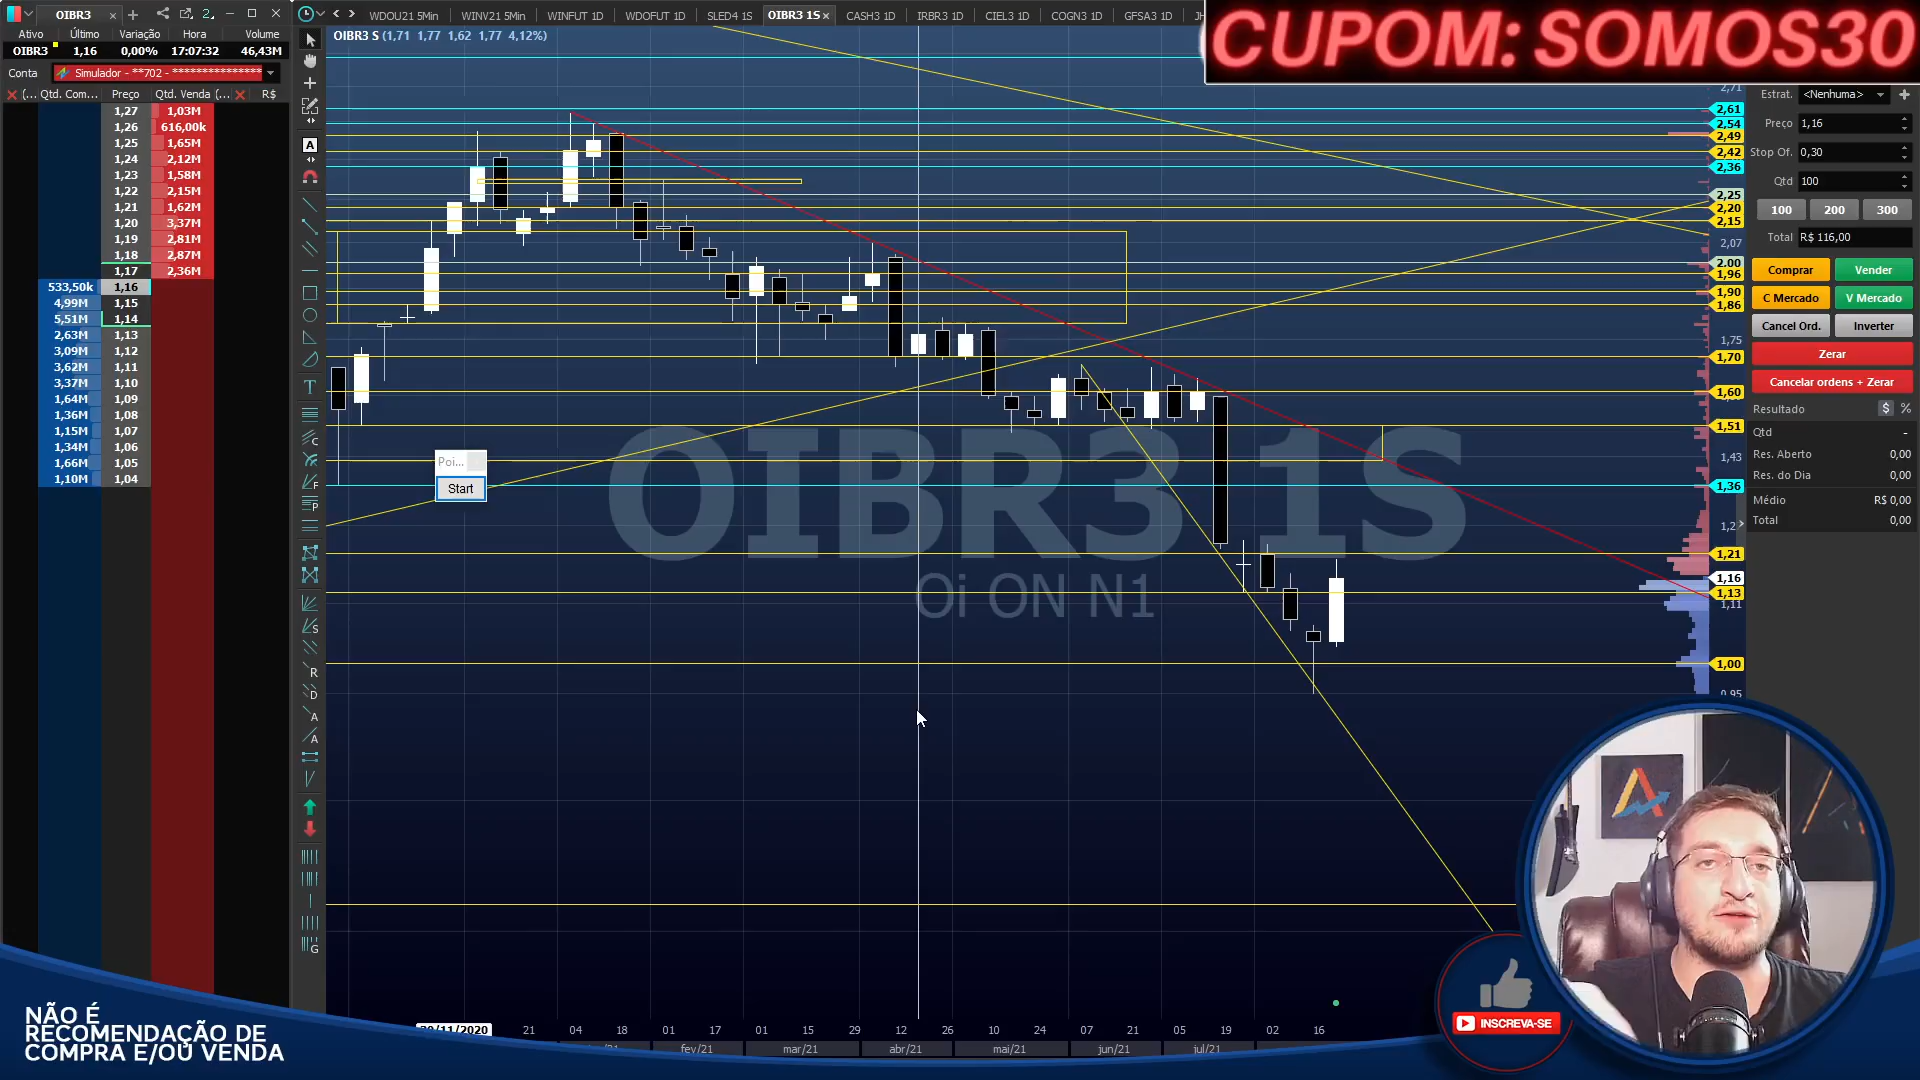 OIBR3
2
WDOU21 5Min
WINV21 5Min
WINFUT 1D
WDOFUT 1D
SLED4 1S
OIBR3 1S
CASH3 1D
IRBR3 1D
CIEL3 1D
COGN3 1D
GFSA3 1D
CUPOM: SOMOS30
Ativo Último Variação Hora Volume
OIBR3 1,16 0,00% 17:07:32 46,43M
Conta Simulador - **702 - ***************
Qtd. Com... Preço Qtd. Venda (... R$
1,27 1,03M
1,26 616,00k
1,25 1,65M
1,24 2,12M
1,23 1,58M
1,22 2,15M
1,21 1,62M
1,20 3,37M
1,19 2,81M
1,18 2,87M
1,17 2,36M
533,50k 1,16
4,99M 1,15
5,51M 1,14
2,63M 1,13
3,09M 1,12
3,62M 1,11
3,37M 1,10
1,64M 1,09
1,36M 1,08
1,15M 1,07
1,34M 1,06
1,66M 1,05
1,10M 1,04
OIBR3 S (1,71 1,77 1,62 1,77 4,12%)
OIBR3 1S
Oi ON N1
Poi...
Start
2,71
2,61
2,54
2,49
2,42
2,36
2,25
2,20
2,15
2,07
2,00
1,96
1,90
1,86
1,75
1,70
1,60
1,51
1,43
1,36
1,21
1,16
1,13
1,11
1,00
0,95
Estrat. <Nenhuma>
Preço 1,16
Stop Of. 0,30
Qtd 100
100 200 300
Total R$ 116,00
Comprar Vender
C Mercado V Mercado
Cancel Ord. Inverter
Zerar
Cancelar ordens + Zerar
Resultado $ %
Qtd -
Res. Aberto 0,00
Res. do Dia 0,00
Médio R$ 0,00
Total 0,00
21 04 18 01 17 01 15 29 12 26 10 24 07 21 05 19 02 16
fev/21 mar/21 abr/21 mai/21 jun/21 jul/21
NÃO É
RECOMENDAÇÃO DE
COMPRA E/OU VENDA
INSCREVA-SE